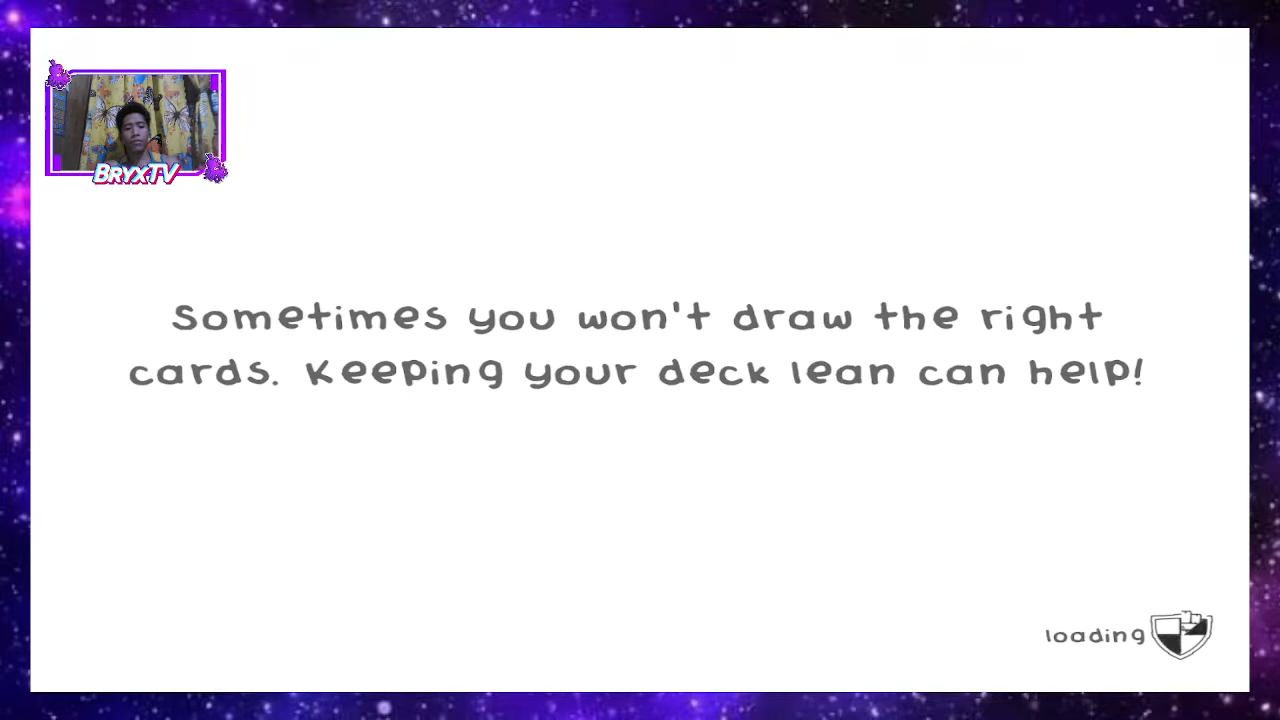 BRYXTV
Sometimes you won't draw the right
cards. Keeping your deck lean can help!
loading